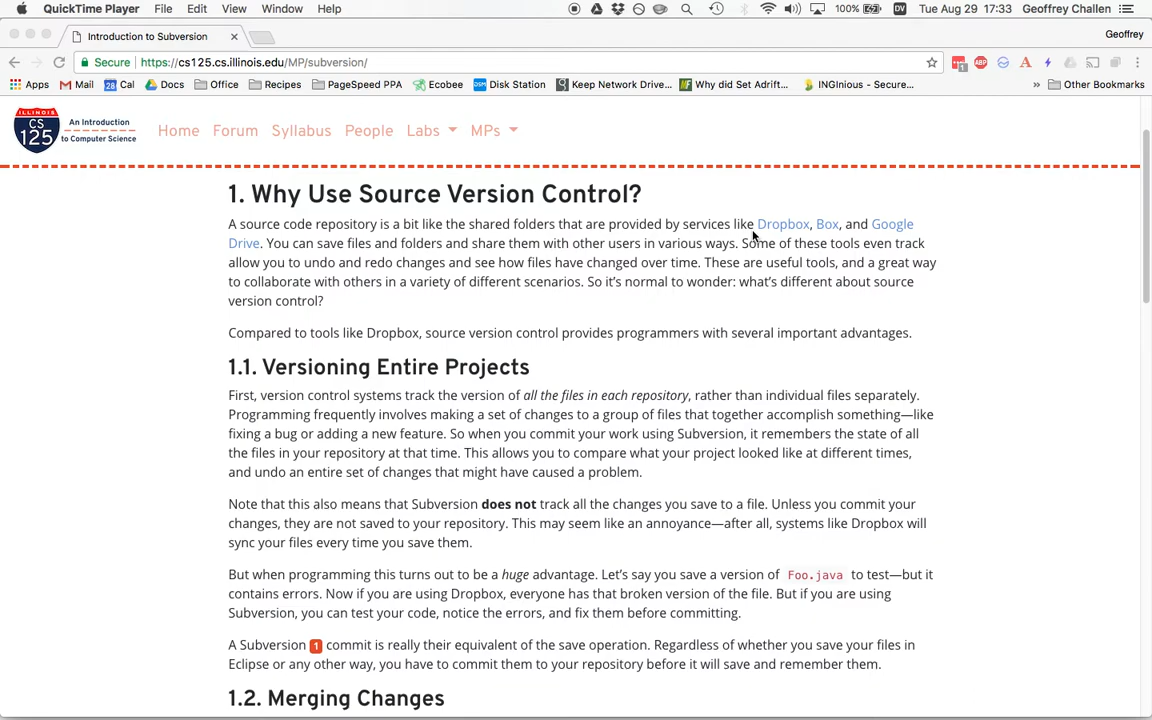 QuickTime Player File Edit View Window Help 100% DV Tue Aug 29 17:33 Geoffrey Challen
Introduction to Subversion Geoffrey
Secure https://cs125.cs.illinois.edu/MP/subversion/
Apps Mail 28 Cal Docs Office Recipes PageSpeed PPA Ecobee DSM Disk Station Keep Network Drive... Why did Set Adrift... INGInious - Secure... » Other Bookmarks
ILLINOIS
CS
125
An Introduction
to Computer Science
Home Forum Syllabus People Labs MPs
1. Why Use Source Version Control?
A source code repository is a bit like the shared folders that are provided by services like Dropbox, Box, and Google
Drive. You can save files and folders and share them with other users in various ways. Some of these tools even track
allow you to undo and redo changes and see how files have changed over time. These are useful tools, and a great way
to collaborate with others in a variety of different scenarios. So it's normal to wonder: what's different about source
version control?
Compared to tools like Dropbox, source version control provides programmers with several important advantages.
1.1. Versioning Entire Projects
First, version control systems track the version of all the files in each repository, rather than individual files separately.
Programming frequently involves making a set of changes to a group of files that together accomplish something—like
fixing a bug or adding a new feature. So when you commit your work using Subversion, it remembers the state of all
the files in your repository at that time. This allows you to compare what your project looked like at different times,
and undo an entire set of changes that might have caused a problem.
Note that this also means that Subversion does not track all the changes you save to a file. Unless you commit your
changes, they are not saved to your repository. This may seem like an annoyance—after all, systems like Dropbox will
sync your files every time you save them.
But when programming this turns out to be a huge advantage. Let's say you save a version of Foo.java to test—but it
contains errors. Now if you are using Dropbox, everyone has that broken version of the file. But if you are using
Subversion, you can test your code, notice the errors, and fix them before committing.
A Subversion 1 commit is really their equivalent of the save operation. Regardless of whether you save your files in
Eclipse or any other way, you have to commit them to your repository before it will save and remember them.
1.2. Merging Changes